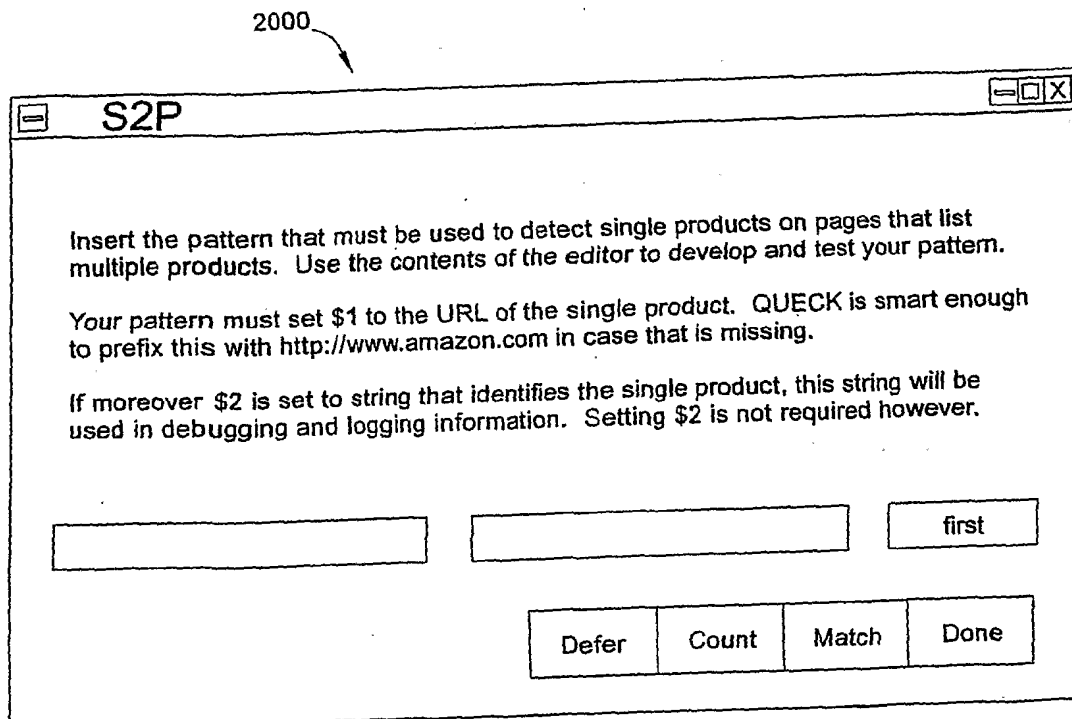 2000
S2P
X
Insert the pattern that must be used to detect single products on pages that list
multiple products. Use the contents of the editor to develop and test your pattern.
Your pattern must set $1 to the URL of the single product. QUECK is smart enough
to prefix this with http://www.amazon.com in case that is missing.
If moreover $2 is set to string that identifies the single product, this string will be
used in debugging and logging information. Setting $2 is not required however.
first
Defer Count Match Done